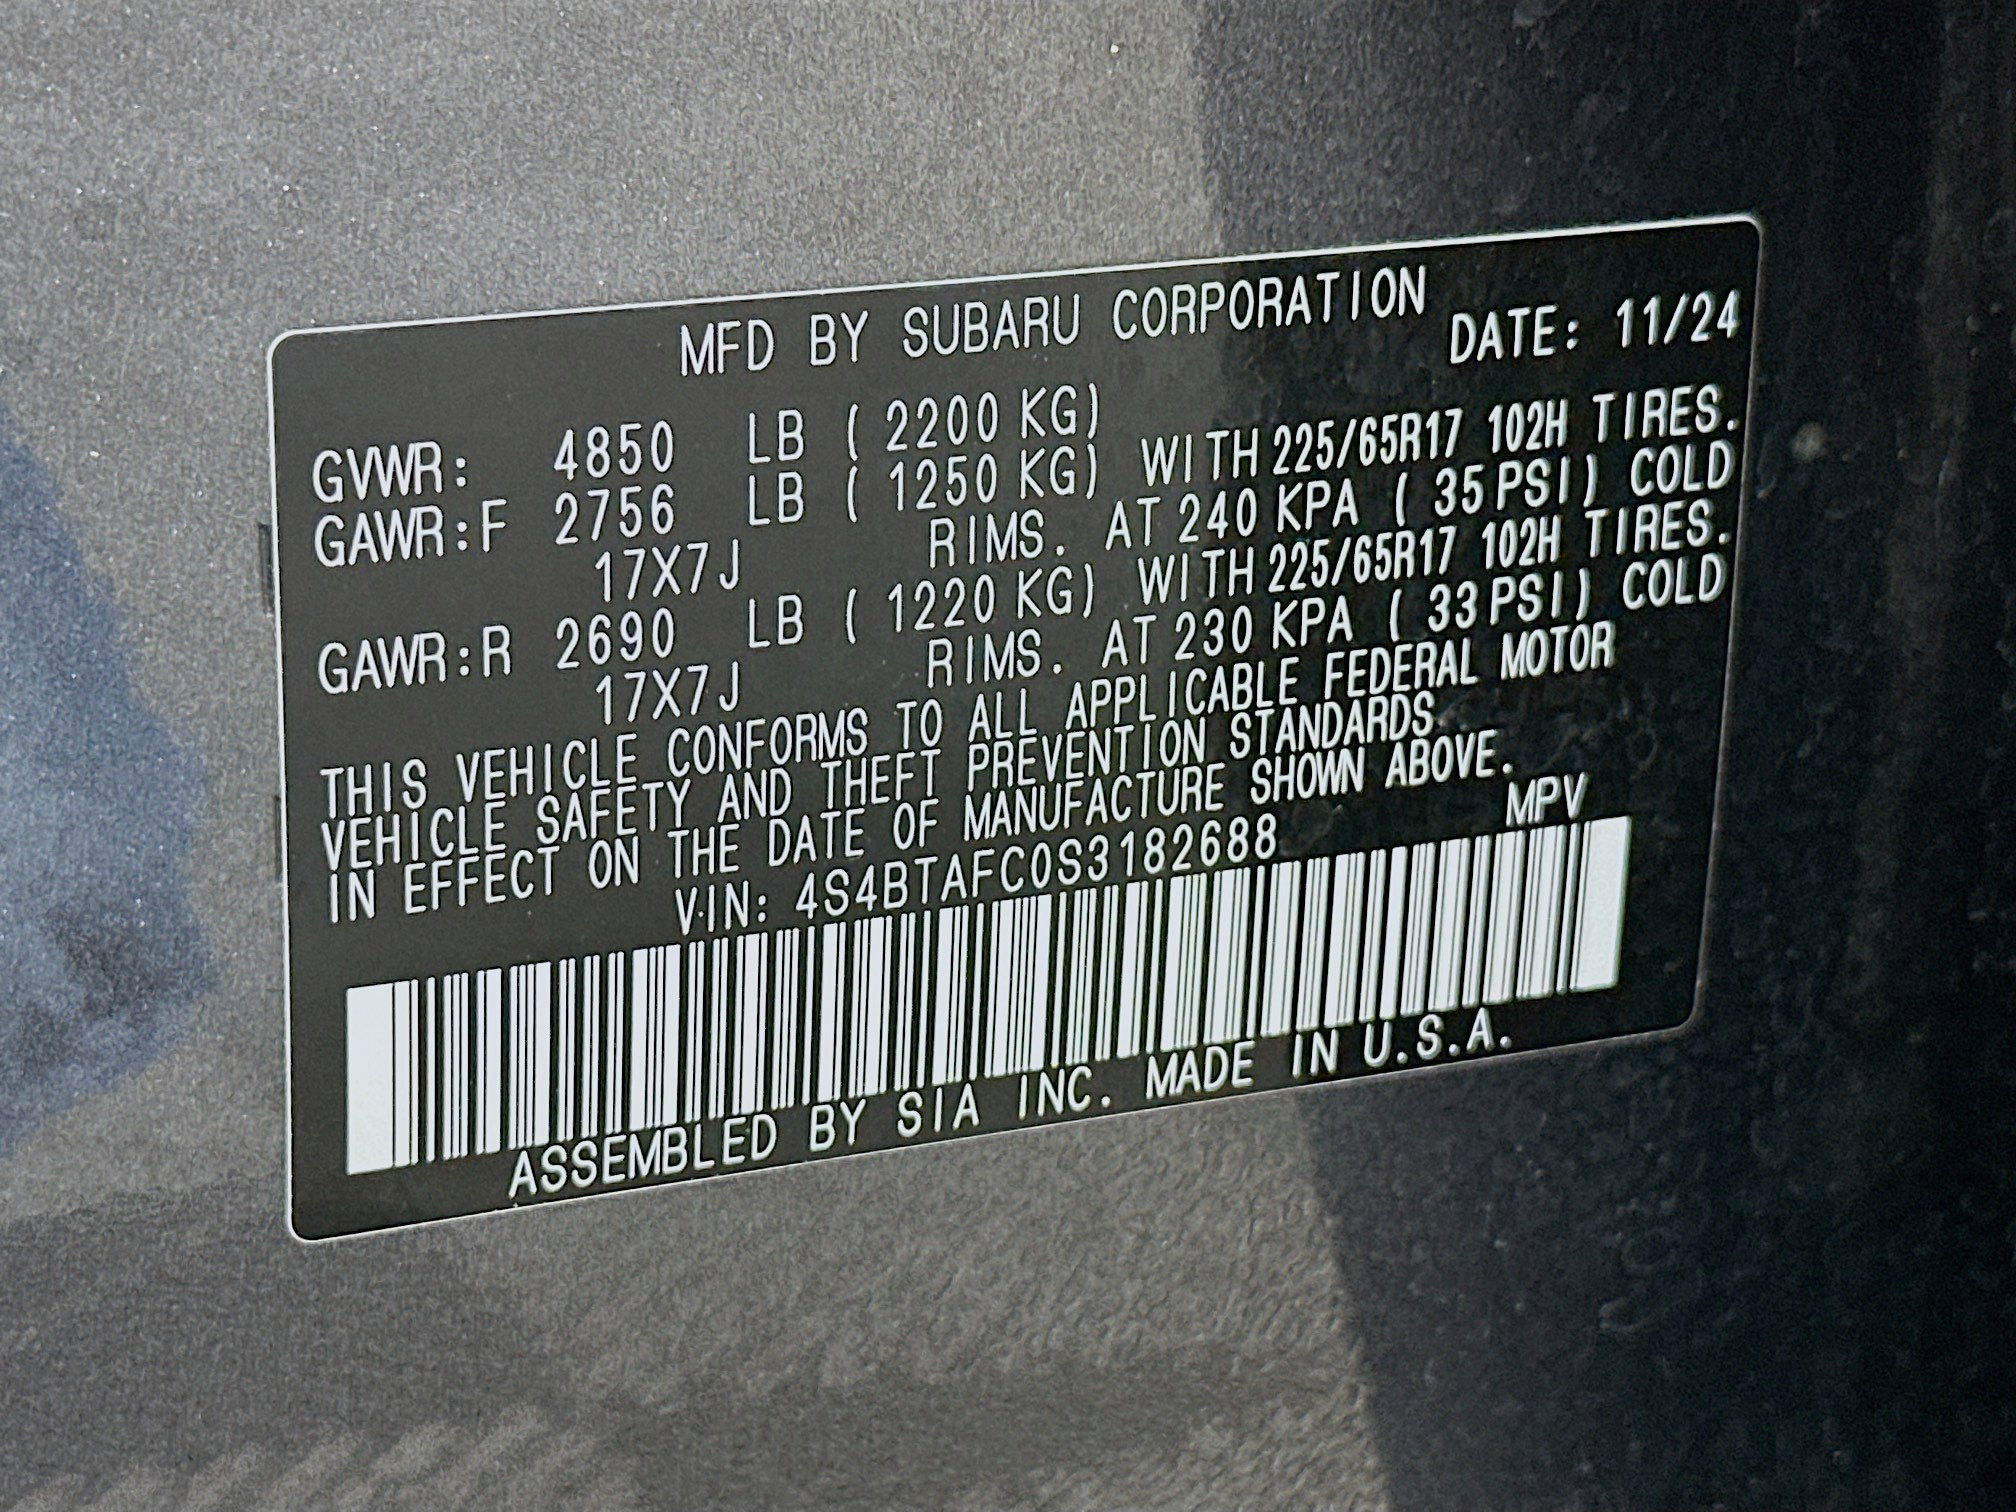 MFD BY SUBARU CORPORATION DATE: 11/24
GVWR: 4850 LB ( 2200 KG)
GAWR:F 2756 LB ( 1250 KG) WITH 225/65R17 102H TIRES.
17X7J RIMS. AT 240 KPA ( 35 PSI) COLD
GAWR:R 2690 LB ( 1220 KG) WITH 225/65R17 102H TIRES.
17X7J RIMS. AT 230 KPA ( 33 PSI) COLD
THIS VEHICLE CONFORMS TO ALL APPLICABLE FEDERAL MOTOR
VEHICLE SAFETY AND THEFT PREVENTION STANDARDS
IN EFFECT ON THE DATE OF MANUFACTURE SHOWN ABOVE.
VIN: 4S4BTAFC0S3182688 MPV
ASSEMBLED BY SIA INC. MADE IN U.S.A.